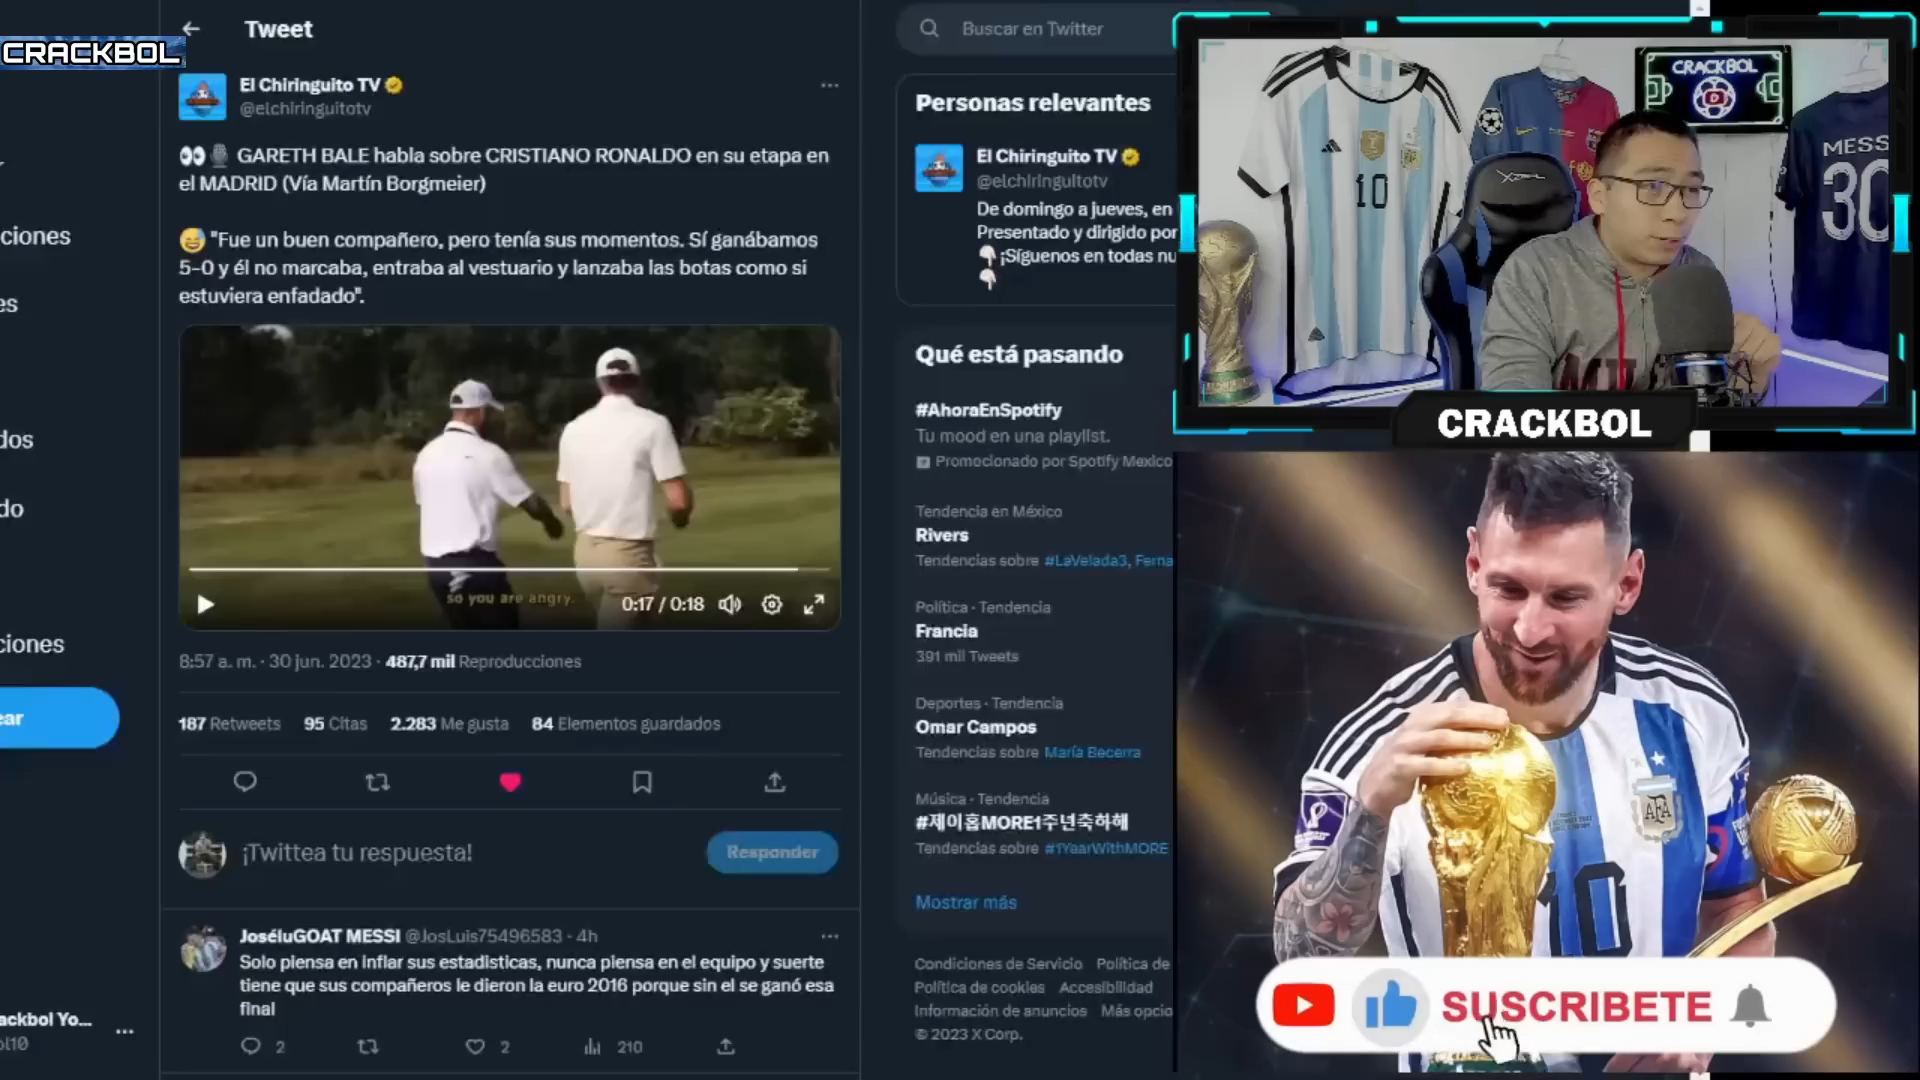 Tweet
CRACKBOL
El Chiringuito TV
@elchiringuitotv
GARETH BALE habla sobre CRISTIANO RONALDO en su etapa en
el MADRID (Vía Martín Borgmeier)
"Fue un buen compañero, pero tenía sus momentos. Sí ganábamos
5-0 y él no marcaba, entraba al vestuario y lanzaba las botas como si
estuviera enfadado".
so you are angry.
0:17 / 0:18
8:57 a. m. · 30 jun. 2023 · 487,7 mil Reproducciones
187 Retweets 95 Citas 2.283 Me gusta 84 Elementos guardados
¡Twittea tu respuesta!
Responder
JoséluGOAT MESSI @JosLuis75496583 · 4h
Solo piensa en inflar sus estadisticas, nunca piensa en el equipo y suerte
tiene que sus compañeros le dieron la euro 2016 porque sin el se ganó esa
final
2
2
210
ciones
es
dos
do
ciones
ear
ackbol Yo...
ol10
Buscar en Twitter
Personas relevantes
El Chiringuito TV
@elchiringuitotv
De domingo a jueves, en
Presentado y dirigido por
¡Síguenos en todas nu
Qué está pasando
#AhoraEnSpotify
Tu mood en una playlist.
Promocionado por Spotify Mexico
Tendencia en México
Rivers
Tendencias sobre #LaVelada3, Ferna
Política · Tendencia
Francia
391 mil Tweets
Deportes · Tendencia
Omar Campos
Tendencias sobre María Becerra
Música · Tendencia
#제이홉MORE1주년축하해
Tendencias sobre #1YearWithMORE
Mostrar más
Condiciones de Servicio Política de
Política de cookies Accesibilidad
Información de anuncios Más opcio
© 2023 X Corp.
CRACKBOL
10
MESS
30
MIL
CRACKBOL
AFA
10
SUSCRIBETE